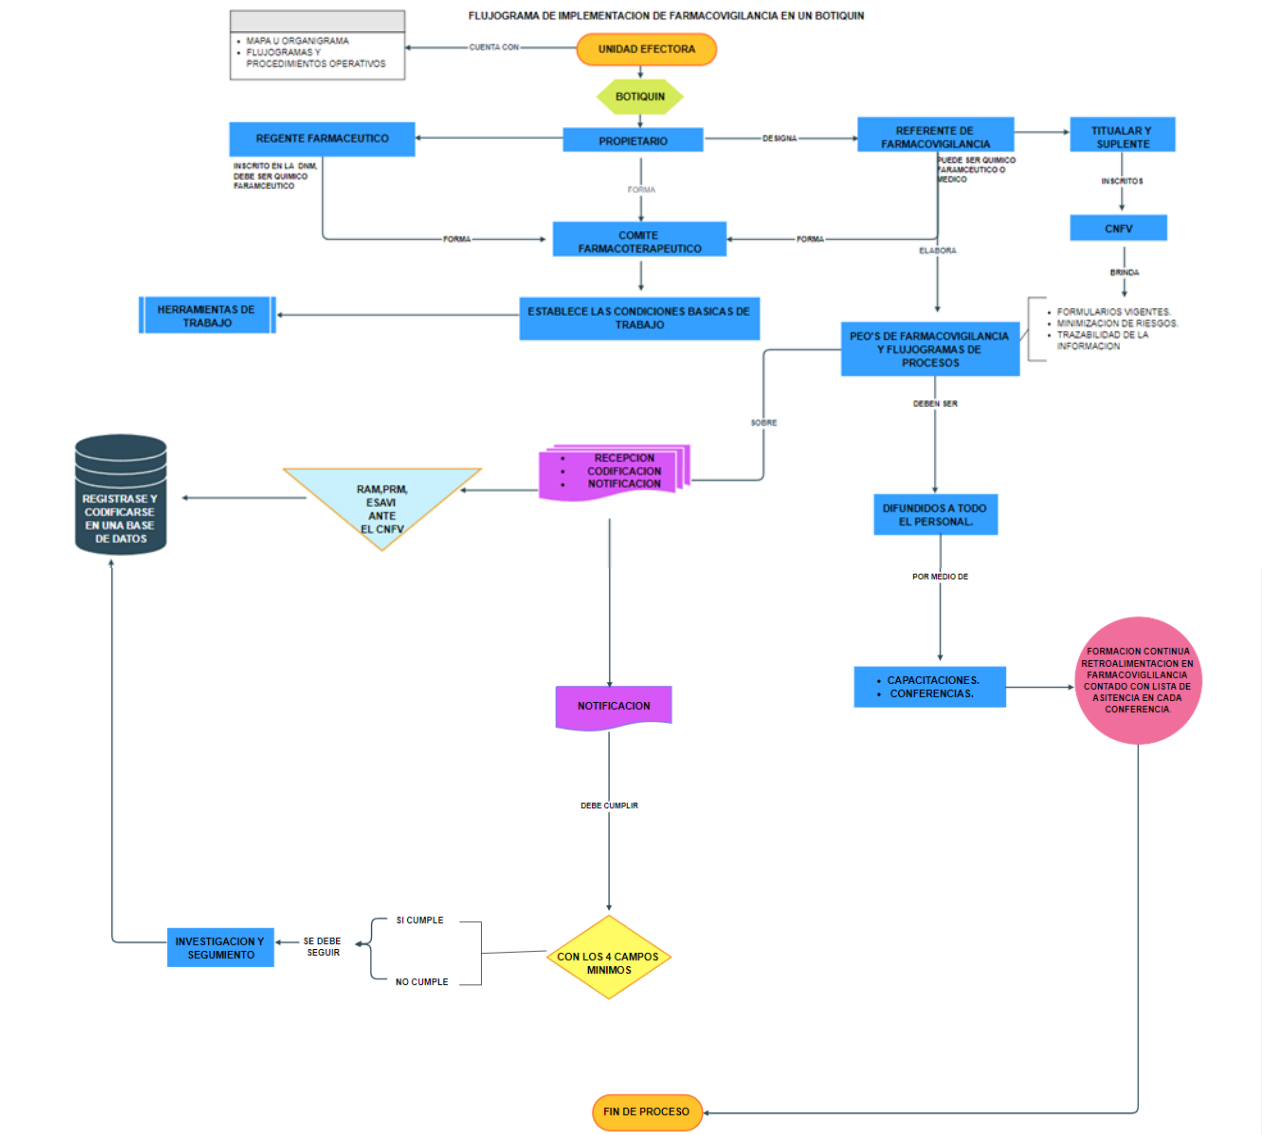 FLUJOGRAMA DE IMPLEMENTACION DE FARMACOVIGILANCIA EN UN BOTIQUIN
• MAPA U ORGANIGRAMA
• FLUJOGRAMAS Y
PROCEDIMIENTOS OPERATIVOS
CUENTA CON
UNIDAD EFECTORA
BOTIQUIN
REGENTE FARMACEUTICO
PROPIETARIO
DESIGNA
REFERENTE DE
FARMACOVIGILANCIA
TITUALAR Y
SUPLENTE
INSCRITO EN LA DNM,
DEBE SER QUIMICO
FARAMCEUTICO
PUEDE SER QUIMICO
FARAMCEUTICO O
MEDICO
FORMA
INSCRITOS
FORMA
COMITE
FARMACOTERAPEUTICO
FORMA
ELABORA
CNFV
BRINDA
HERRAMIENTAS DE
TRABAJO
ESTABLECE LAS CONDICIONES BASICAS DE
TRABAJO
PEO'S DE FARMACOVIGILANCIA
Y FLUJOGRAMAS DE
PROCESOS
• FORMULARIOS VIGENTES.
• MINIMIZACION DE RIESGOS.
• TRAZABILIDAD DE LA
INFORMACION
DEBEN SER
SOBRE
• RECEPCION
• CODIFICACION
• NOTIFICACION
RAM,PRM,
ESAVI
ANTE
EL CNFV
REGISTRASE Y
CODIFICARSE
EN UNA BASE
DE DATOS
DIFUNDIDOS A TODO
EL PERSONAL.
POR MEDIO DE
• CAPACITACIONES.
• CONFERENCIAS.
FORMACION CONTINUA
RETROALIMENTACION EN
FARMACOVIGLILANCIA
CONTADO CON LISTA DE
ASITENCIA EN CADA
CONFERENCIA.
NOTIFICACION
DEBE CUMPLIR
SI CUMPLE
INVESTIGACION Y
SEGUMIENTO
SE DEBE
SEGUIR
CON LOS 4 CAMPOS
MINIMOS
NO CUMPLE
FIN DE PROCESO